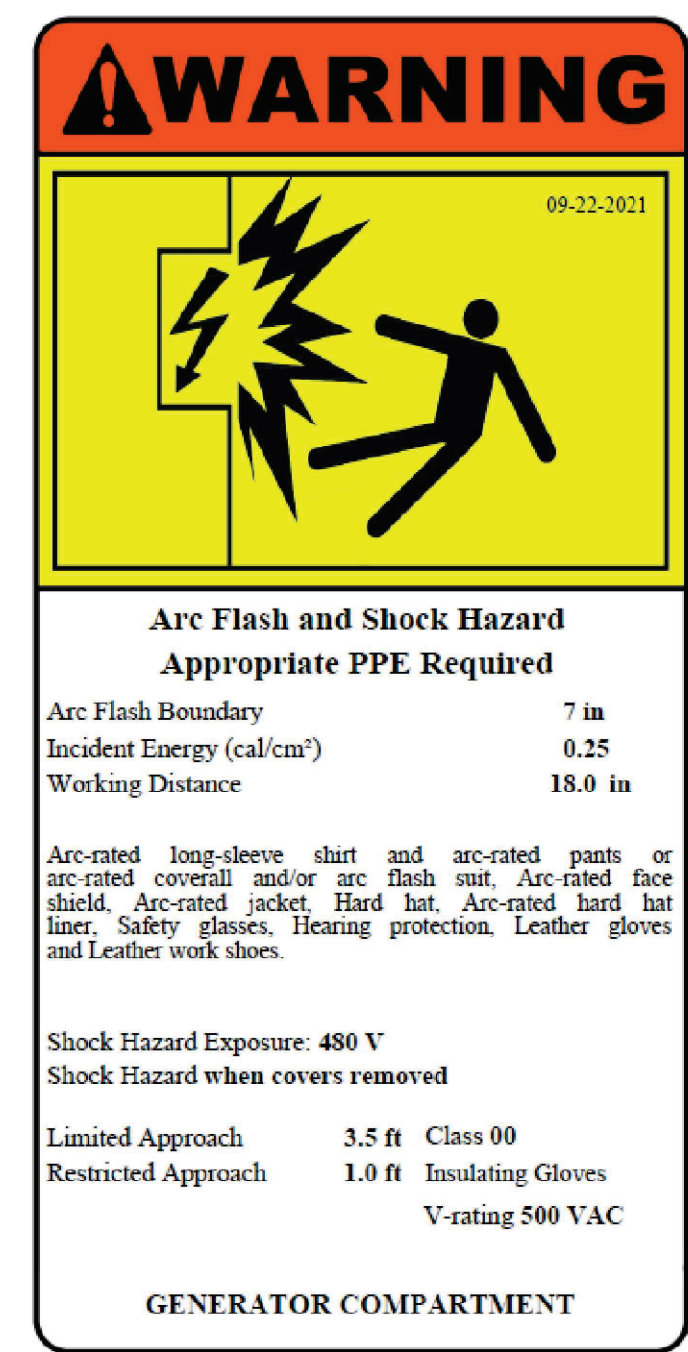 WARNING
09-22-2021
Arc Flash and Shock Hazard
Appropriate PPE Required
Arc Flash Boundary 7 in
Incident Energy (cal/cm²) 0.25
Working Distance 18.0 in
Arc-rated long-sleeve shirt and arc-rated pants or
arc-rated coverall and/or arc flash suit, Arc-rated face
shield, Arc-rated jacket, Hard hat, Arc-rated hard hat
liner, Safety glasses, Hearing protection, Leather gloves
and Leather work shoes.
Shock Hazard Exposure: 480 V
Shock Hazard when covers removed
Limited Approach 3.5 ft Class 00
Restricted Approach 1.0 ft Insulating Gloves
V-rating 500 VAC
GENERATOR COMPARTMENT